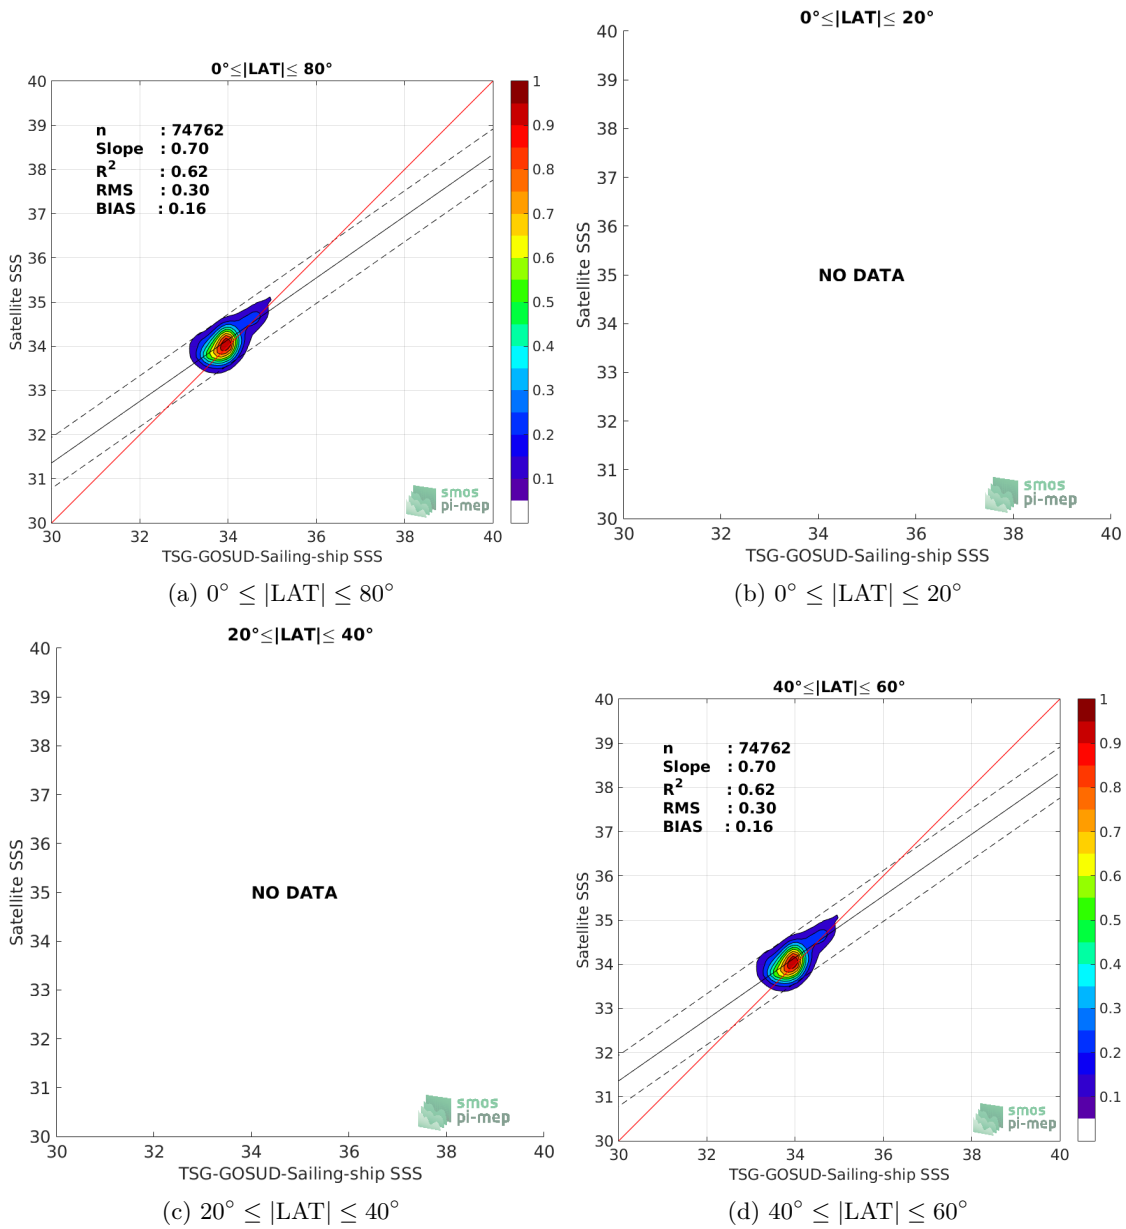 0°≤|LAT|≤ 80°
40
39
38
37
36
35
34
33
32
31
30
Satellite SSS
n : 74762
Slope : 0.70
R² : 0.62
RMS : 0.30
BIAS : 0.16
smos
pi-mep
30 32 34 36 38 40
TSG-GOSUD-Sailing-ship SSS
1
0.9
0.8
0.7
0.6
0.5
0.4
0.3
0.2
0.1
(a) 0° ≤ |LAT| ≤ 80°
0°≤|LAT|≤ 20°
40
39
38
37
36
35
34
33
32
31
30
Satellite SSS
NO DATA
smos
pi-mep
30 32 34 36 38 40
TSG-GOSUD-Sailing-ship SSS
(b) 0° ≤ |LAT| ≤ 20°
20°≤|LAT|≤ 40°
40
39
38
37
36
35
34
33
32
31
30
Satellite SSS
NO DATA
smos
pi-mep
30 32 34 36 38 40
TSG-GOSUD-Sailing-ship SSS
(c) 20° ≤ |LAT| ≤ 40°
40°≤|LAT|≤ 60°
40
39
38
37
36
35
34
33
32
31
30
Satellite SSS
n : 74762
Slope : 0.70
R² : 0.62
RMS : 0.30
BIAS : 0.16
smos
pi-mep
30 32 34 36 38 40
TSG-GOSUD-Sailing-ship SSS
1
0.9
0.8
0.7
0.6
0.5
0.4
0.3
0.2
0.1
(d) 40° ≤ |LAT| ≤ 60°